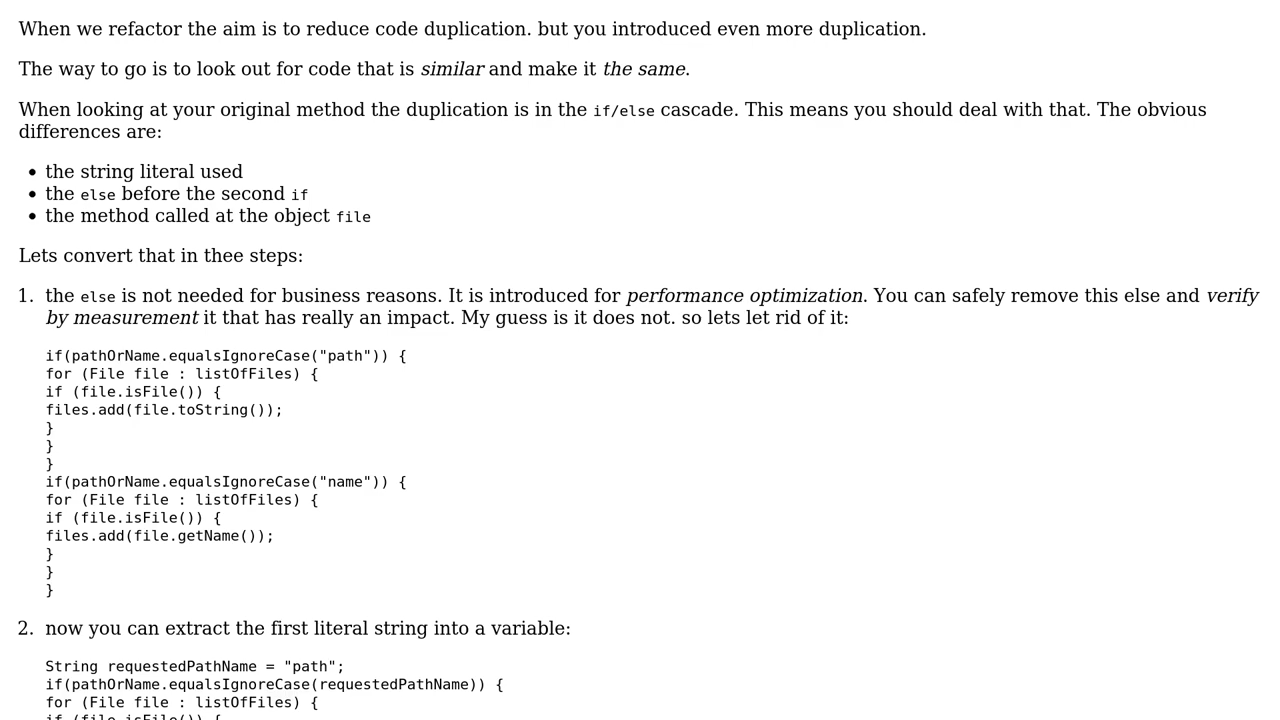 When we refactor the aim is to reduce code duplication. but you introduced even more duplication.
The way to go is to look out for code that is similar and make it the same.
When looking at your original method the duplication is in the if/else cascade. This means you should deal with that. The obvious
differences are:
• the string literal used
• the else before the second if
• the method called at the object file
Lets convert that in thee steps:
1. the else is not needed for business reasons. It is introduced for performance optimization. You can safely remove this else and verify
by measurement it that has really an impact. My guess is it does not. so lets let rid of it:
if(pathOrName.equalsIgnoreCase("path")) {
for (File file : listOfFiles) {
if (file.isFile()) {
files.add(file.toString());
}
}
}
if(pathOrName.equalsIgnoreCase("name")) {
for (File file : listOfFiles) {
if (file.isFile()) {
files.add(file.getName());
}
}
}
2. now you can extract the first literal string into a variable:
String requestedPathName = "path";
if(pathOrName.equalsIgnoreCase(requestedPathName)) {
for (File file : listOfFiles) {
if (file.isFile()) {